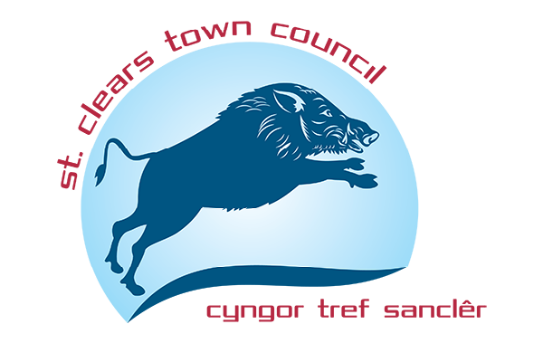 st. clears town council
cyngor tref sanclêr